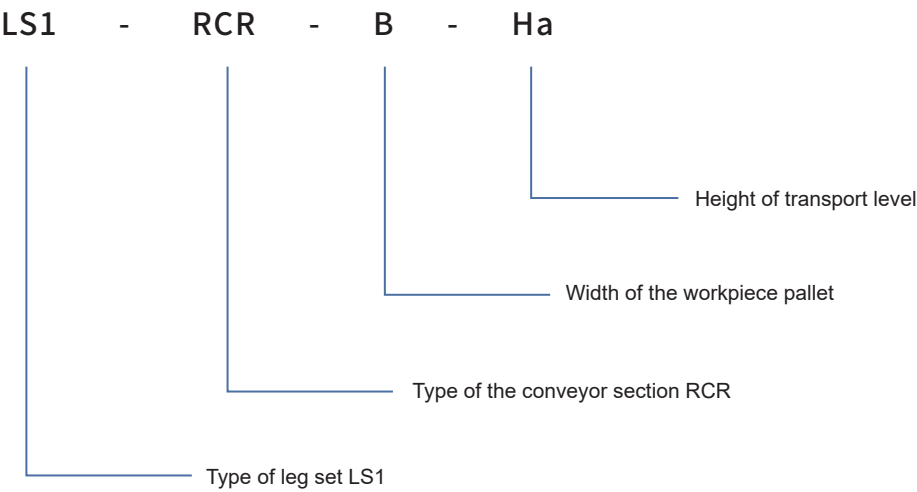 LS1 - RCR - B - Ha
Height of transport level
Width of the workpiece pallet
Type of the conveyor section RCR
Type of leg set LS1